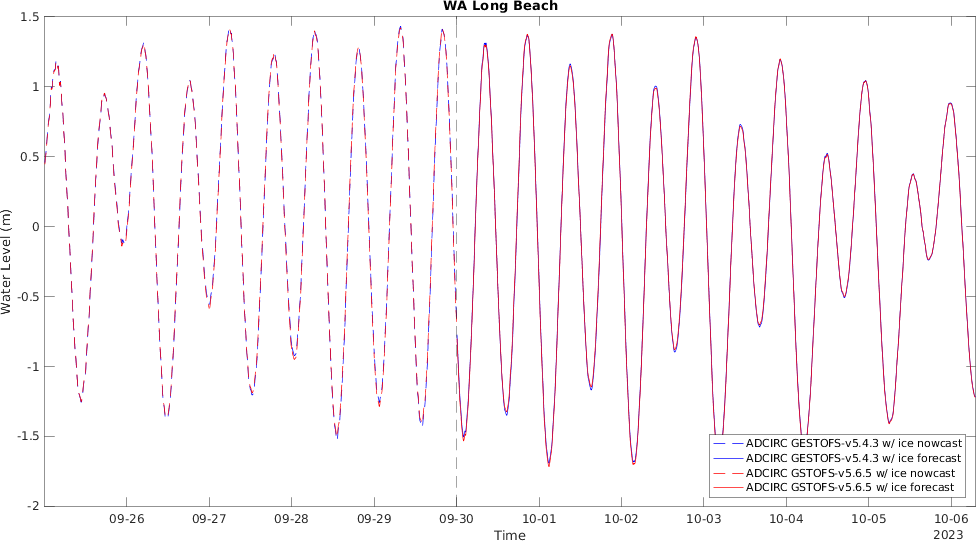 WA Long Beach
Water Level (m)
1.5
1
0.5
0
-0.5
-1
-1.5
-2
ADCIRC GESTOFS-v5.4.3 w/ ice nowcast
ADCIRC GESTOFS-v5.4.3 w/ ice forecast
ADCIRC GSTOFS-v5.6.5 w/ ice nowcast
ADCIRC GSTOFS-v5.6.5 w/ ice forecast
09-26 09-27 09-28 09-29 09-30 10-01 10-02 10-03 10-04 10-05 10-06
2023
Time